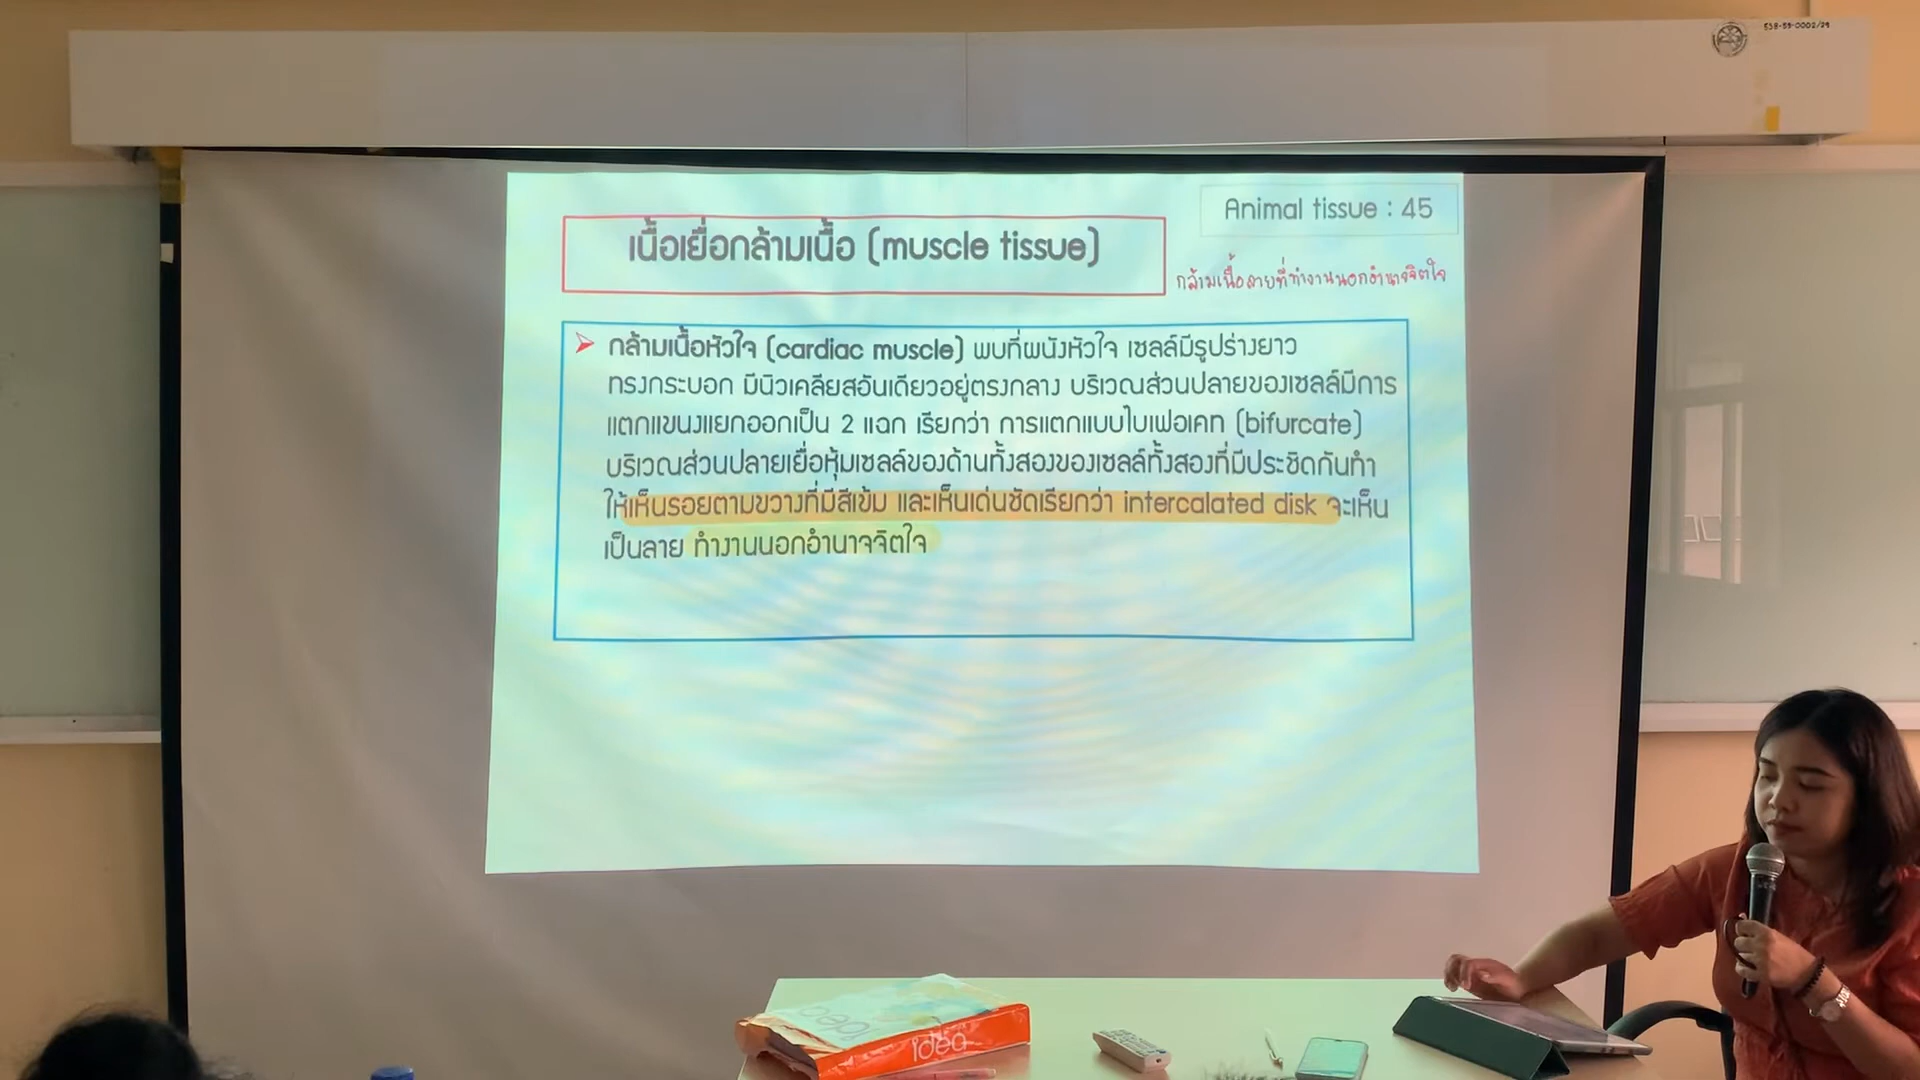 538-59-0002/29
Animal tissue : 45
เนื้อเยื่อกล้ามเนื้อ (muscle tissue)
กล้ามเนื้อลายที่ทำงานนอกอำนาจจิตใจ
กล้ามเนื้อหัวใจ (cardiac muscle) พบที่ผนังหัวใจ เซลล์มีรูปร่างยาว
ทรงกระบอก มีนิวเคลียสอันเดียวอยู่ตรงกลาง บริเวณส่วนปลายของเซลล์มีการ
แตกแขนงแยกออกเป็น 2 แฉก เรียกว่า การแตกแบบไบเฟอเคท (bifurcate)
บริเวณส่วนปลายเยื่อหุ้มเซลล์ของด้านทั้งสองของเซลล์ทั้งสองที่มีประชิดกันทำ
ให้เห็นรอยตามขวางที่มีสีเข้ม และเห็นเด่นชัดเรียกว่า intercalated disk จะเห็น
เป็นลาย ทำงานนอกอำนาจจิตใจ
idea
idea